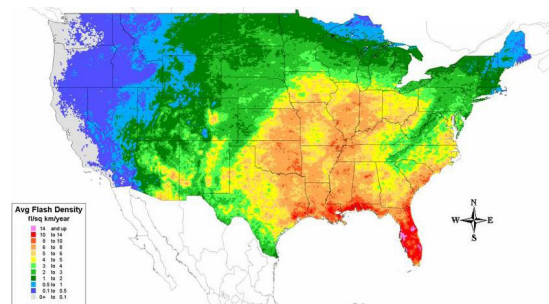 N
W E
S
Avg Flash Density
fl/sq km/year
14 and up
10 to 14
8 to 10
6 to 8
5 to 6
4 to 5
3 to 4
2 to 3
1 to 2
0.5 to 1
0.1 to 0.5
0+ to 0.1